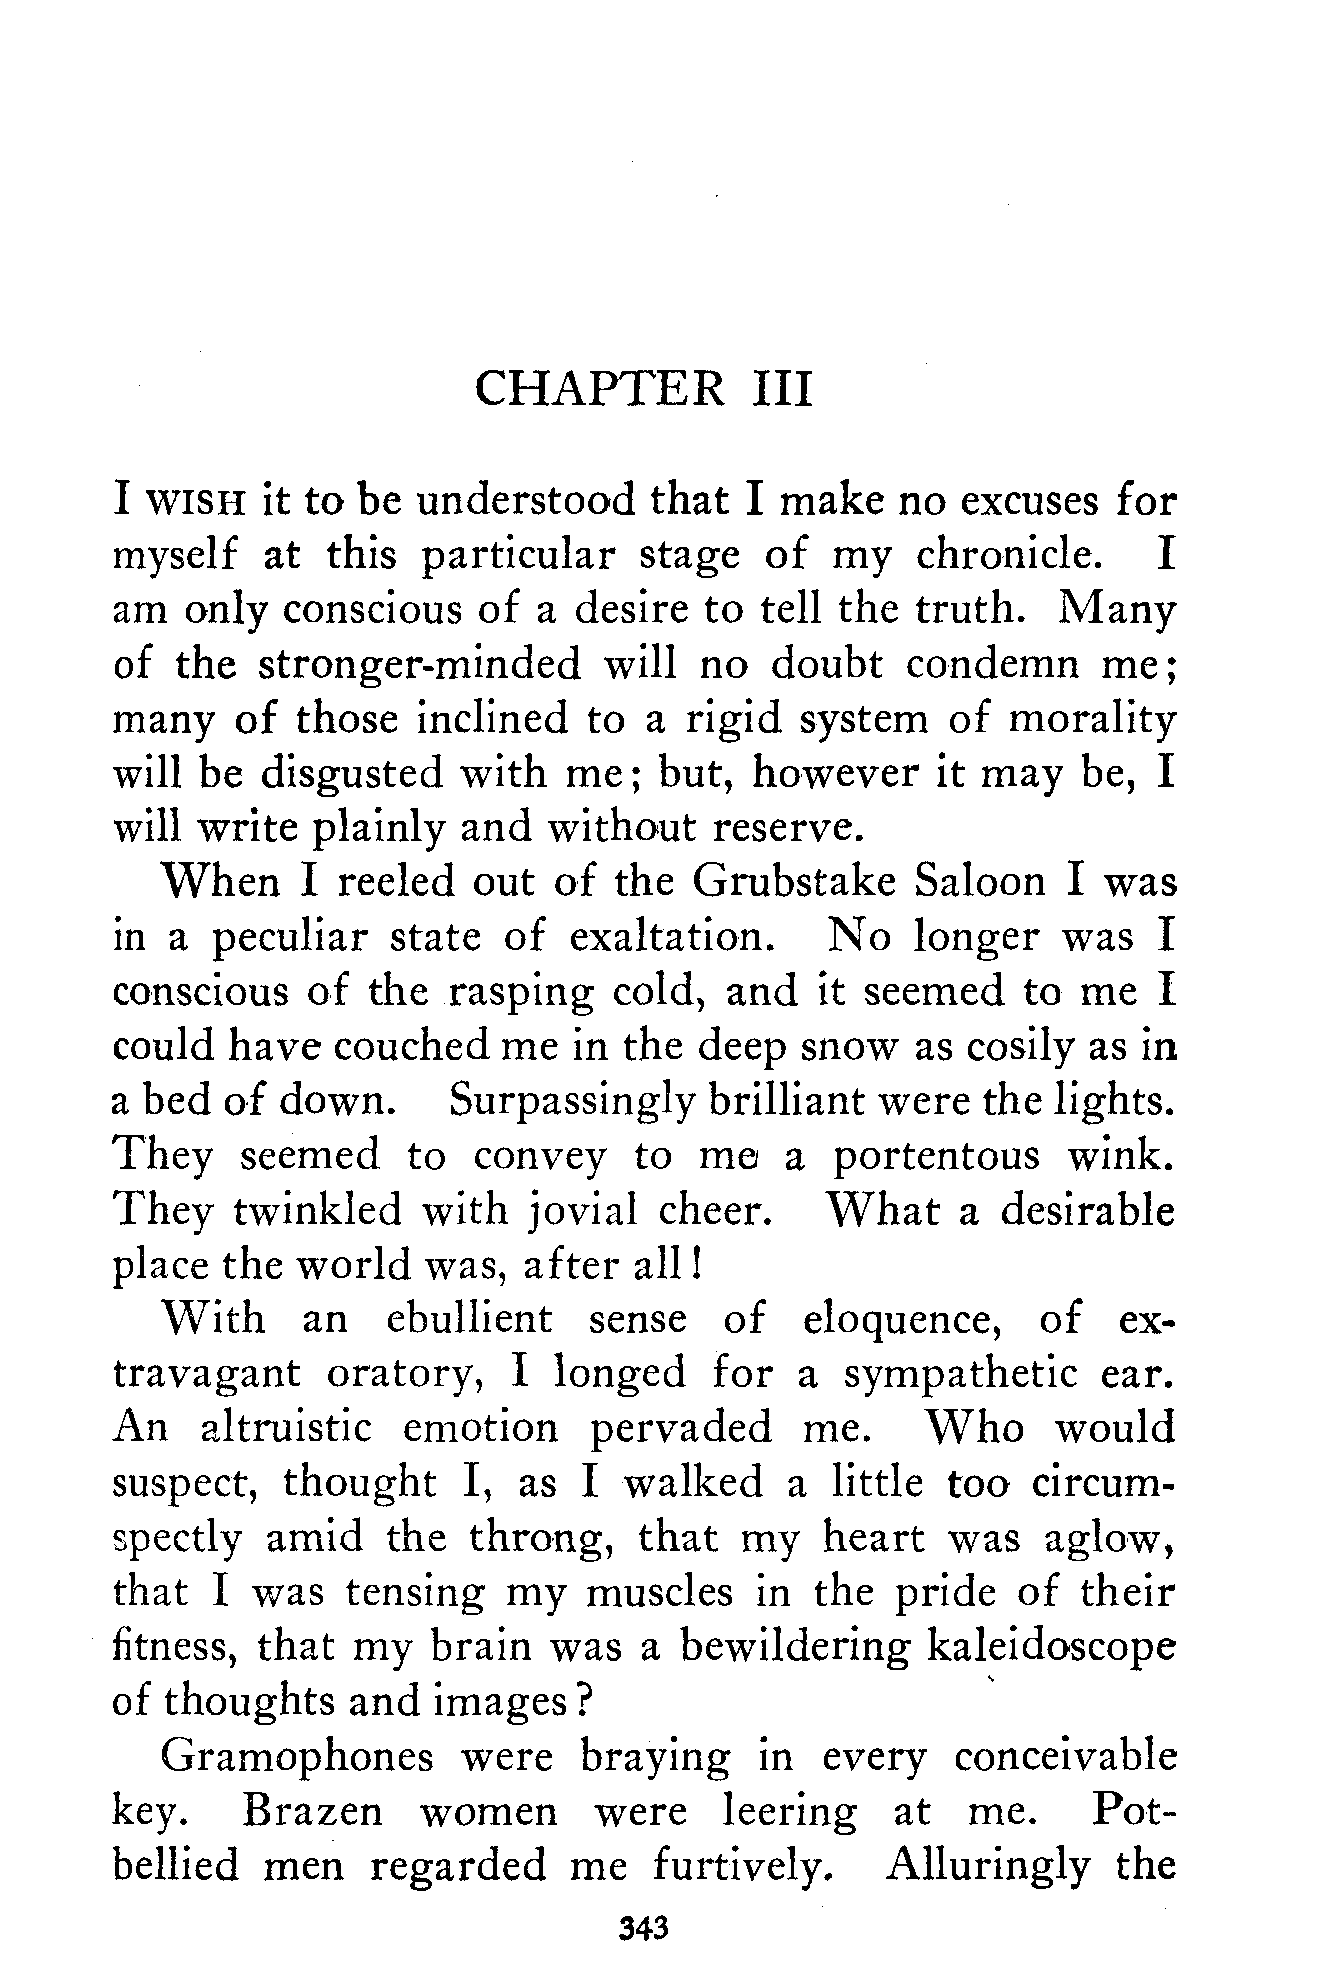 CHAPTER III
I WISH it to be understood that I make no excuses for
myself at this particular stage of my chronicle. I
am only conscious of a desire to tell the truth. Many
of the stronger-minded will no doubt condemn me;
many of those inclined to a rigid system of morality
will be disgusted with me; but, however it may be, I
will write plainly and without reserve.
When I reeled out of the Grubstake Saloon I was
in a peculiar state of exaltation. No longer was I
conscious of the rasping cold, and it seemed to me I
could have couched me in the deep snow as cosily as in
a bed of down. Surpassingly brilliant were the lights.
They seemed to convey to me a portentous wink.
They twinkled with jovial cheer. What a desirable
place the world was, after all!
With an ebullient sense of eloquence, of ex-
travagant oratory, I longed for a sympathetic ear.
An altruistic emotion pervaded me. Who would
suspect, thought I, as I walked a little too circum-
spectly amid the throng, that my heart was aglow,
that I was tensing my muscles in the pride of their
fitness, that my brain was a bewildering kaleidoscope
of thoughts and images?
Gramophones were braying in every conceivable
key. Brazen women were leering at me. Pot-
bellied men regarded me furtively. Alluringly the
343